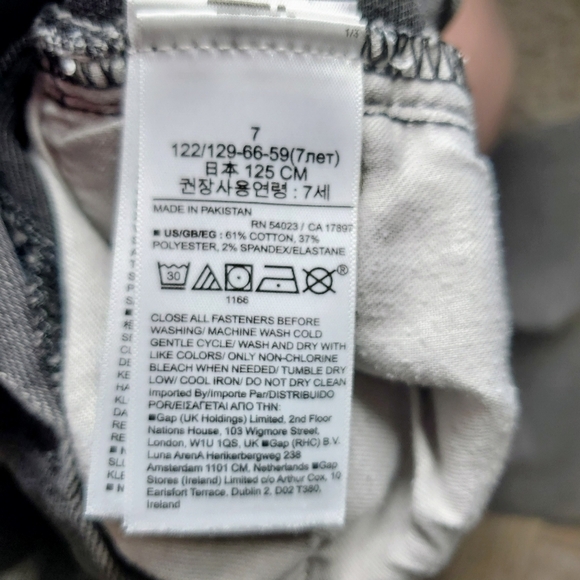 1/3
7
122/129-66-59(7лет)
日本 125 CM
권장사용연령 : 7세
MADE IN PAKISTAN
RN 54023 / CA 17897
■ US/GB/EG : 61% COTTON, 37%
POLYESTER, 2% SPANDEX/ELASTANE
30
®
1166
CLOSE ALL FASTENERS BEFORE
WASHING/ MACHINE WASH COLD
GENTLE CYCLE/ WASH AND DRY WITH
LIKE COLORS/ ONLY NON-CHLORINE
BLEACH WHEN NEEDED/ TUMBLE DRY
LOW/ COOL IRON/ DO NOT DRY CLEAN
Imported By/Importe Par/DISTRIBUIDO
POR/ΕΙΣΑΓΕΤΑΙ ΑΠΟ ΤΗΝ:
■Gap (UK Holdings) Limited, 2nd Floor
Nations House, 103 Wigmore Street,
London, W1U 1QS, UK ■Gap (RHC) B.V.
Luna ArenA Herikerbergweg 238
Amsterdam 1101 CM, Netherlands ■Gap
Stores (Ireland) Limited c/o Arthur Cox, 10
Earlsfort Terrace, Dublin 2, D02 T380,
Ireland